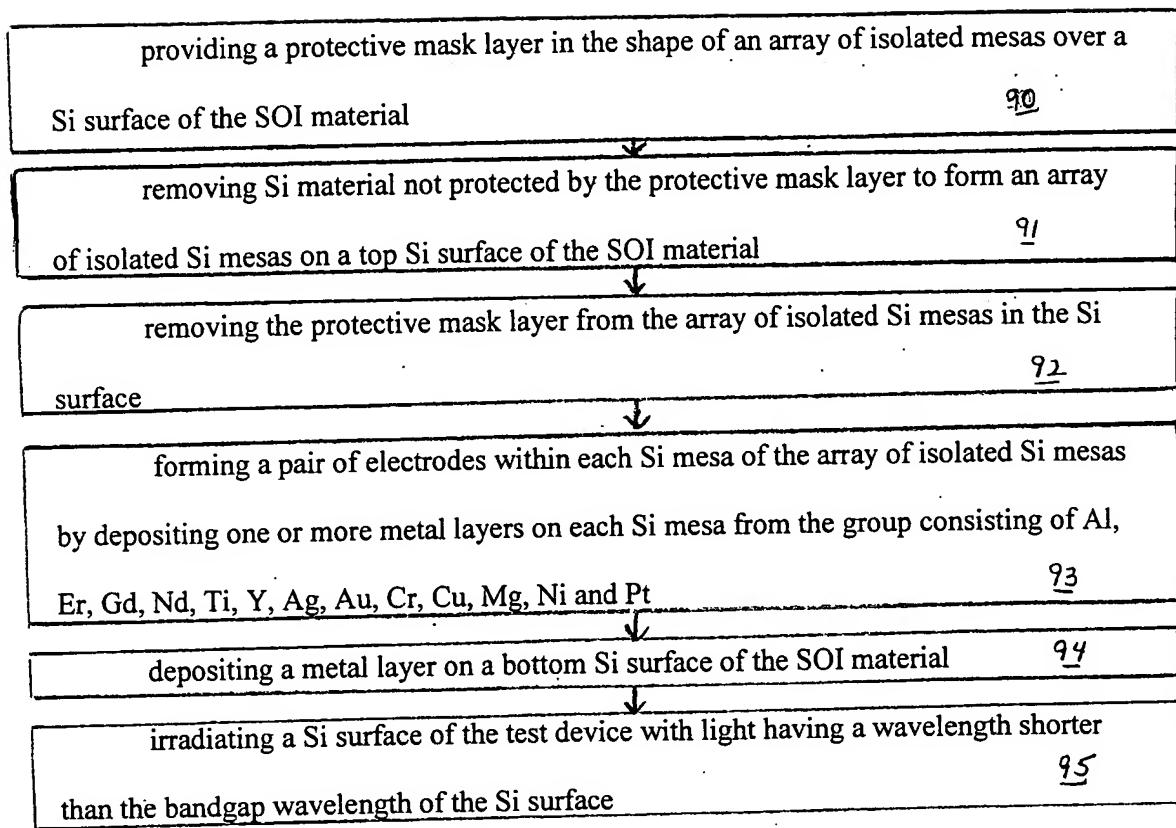 providing a protective mask layer in the shape of an array of isolated mesas over a
Si surface of the SOI material
90
removing Si material not protected by the protective mask layer to form an array
of isolated Si mesas on a top Si surface of the SOI material
91
removing the protective mask layer from the array of isolated Si mesas in the Si
surface
92
forming a pair of electrodes within each Si mesa of the array of isolated Si mesas
by depositing one or more metal layers on each Si mesa from the group consisting of Al,
Er, Gd, Nd, Ti, Y, Ag, Au, Cr, Cu, Mg, Ni and Pt
93
depositing a metal layer on a bottom Si surface of the SOI material
94
irradiating a Si surface of the test device with light having a wavelength shorter
than the bandgap wavelength of the Si surface
95